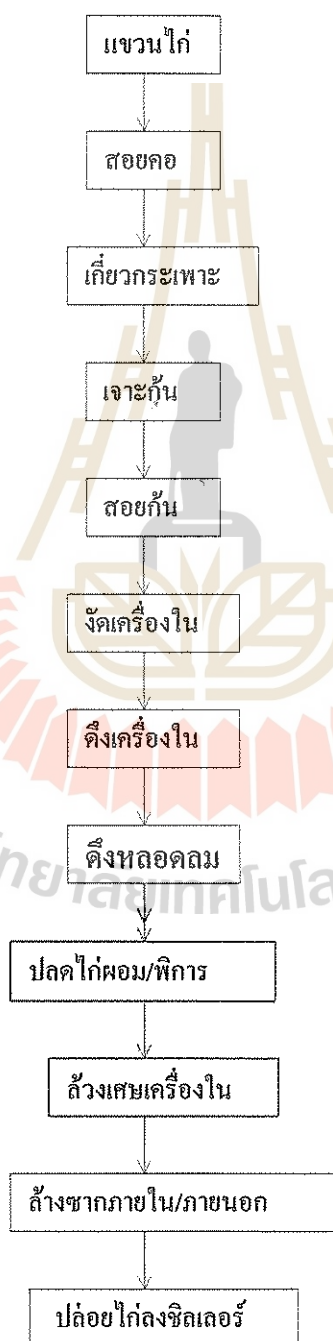 แขวนไก่
สอยคอ
เกี่ยวกระเพาะ
เจาะก้น
สอยก้น
งัดเครื่องใน
ดึงเครื่องใน
ดึงหลอดลม
ปลดไก่ผอม/พิการ
ล้วงเศษเครื่องใน
ล้างซากภายใน/ภายนอก
ปล่อยไก่ลงชิลเลอร์